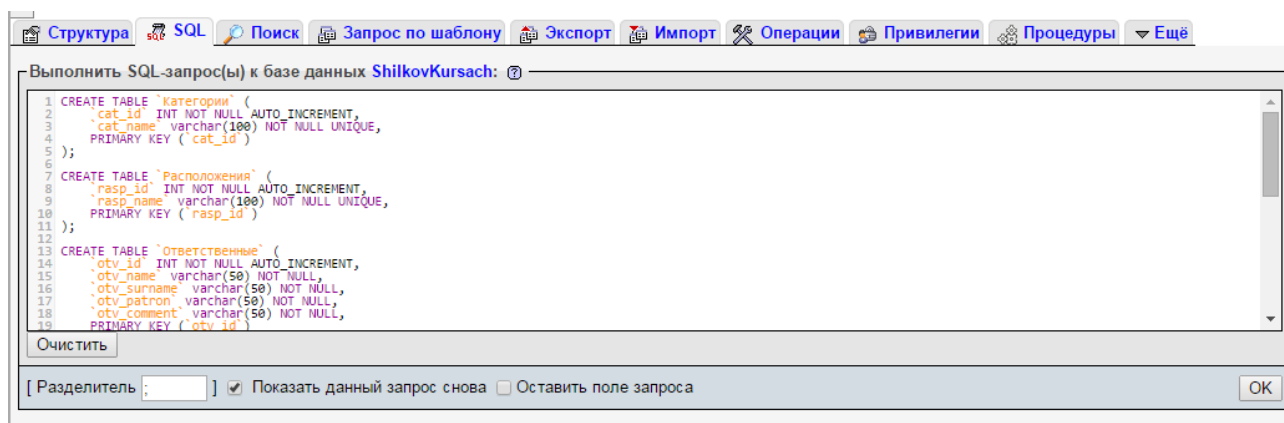 Структура SQL Поиск Запрос по шаблону Экспорт Импорт Операции Привилегии Процедуры Ещё
Выполнить SQL-запрос(ы) к базе данных ShilkovKursach:
1 CREATE TABLE `Категории` (
2 `cat_id` INT NOT NULL AUTO_INCREMENT,
3 `cat_name` varchar(100) NOT NULL UNIQUE,
4 PRIMARY KEY (`cat_id`)
5 );
6
7 CREATE TABLE `Расположения` (
8 `rasp_id` INT NOT NULL AUTO_INCREMENT,
9 `rasp_name` varchar(100) NOT NULL UNIQUE,
10 PRIMARY KEY (`rasp_id`)
11 );
12
13 CREATE TABLE `Ответственные` (
14 `otv_id` INT NOT NULL AUTO_INCREMENT,
15 `otv_name` varchar(50) NOT NULL,
16 `otv_surname` varchar(50) NOT NULL,
17 `otv_patron` varchar(50) NOT NULL,
18 `otv_comment` varchar(50) NOT NULL,
19 PRIMARY KEY (`otv_id`)
Очистить
[ Разделитель ; ] Показать данный запрос снова Оставить поле запроса OK